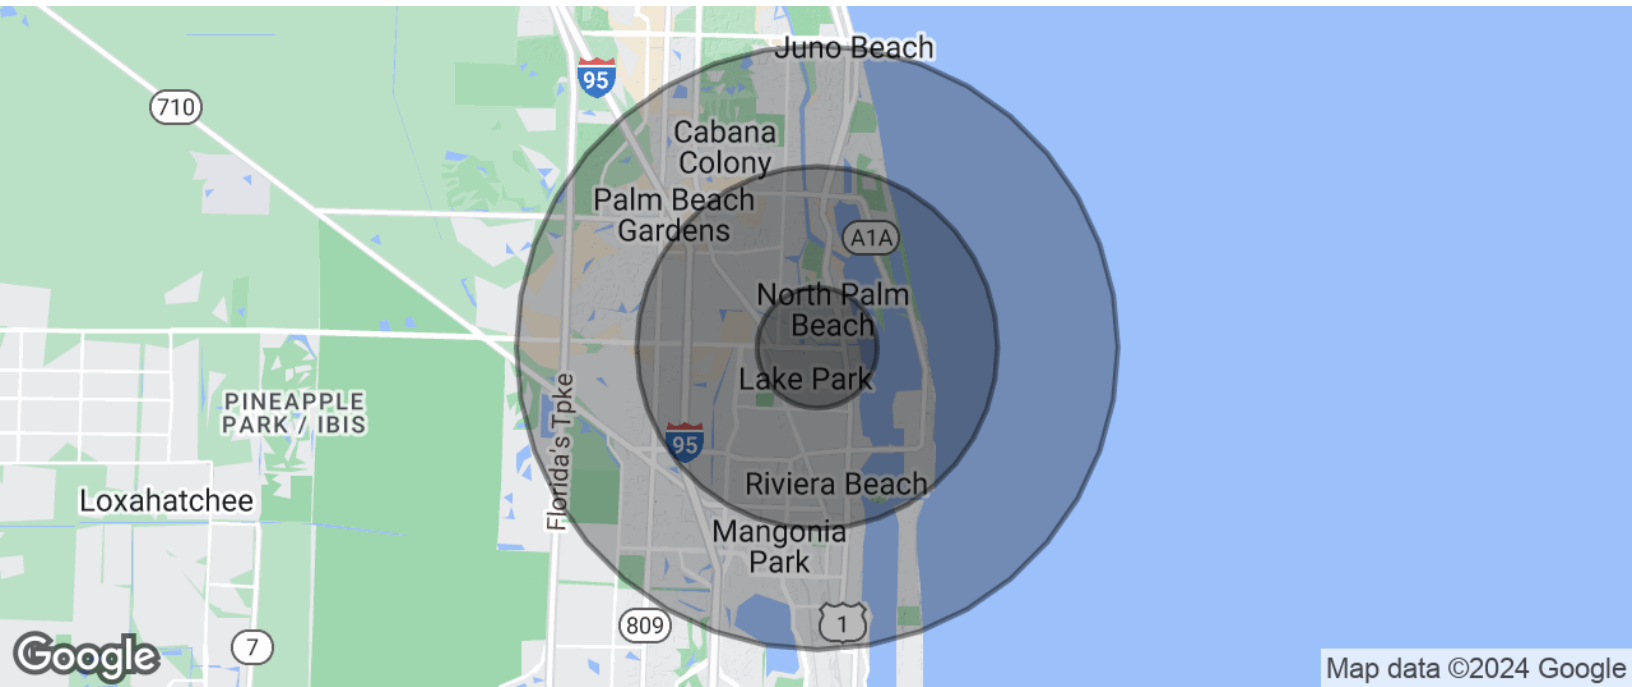 Juno Beach
95
710
Cabana
Colony
Palm Beach
Gardens
A1A
North Palm
Beach
Lake Park
PINEAPPLE
PARK / IBIS
Florida's Tpke
95
Loxahatchee
Riviera Beach
Mangonia
Park
809
1
7
Google
Map data ©2024 Google